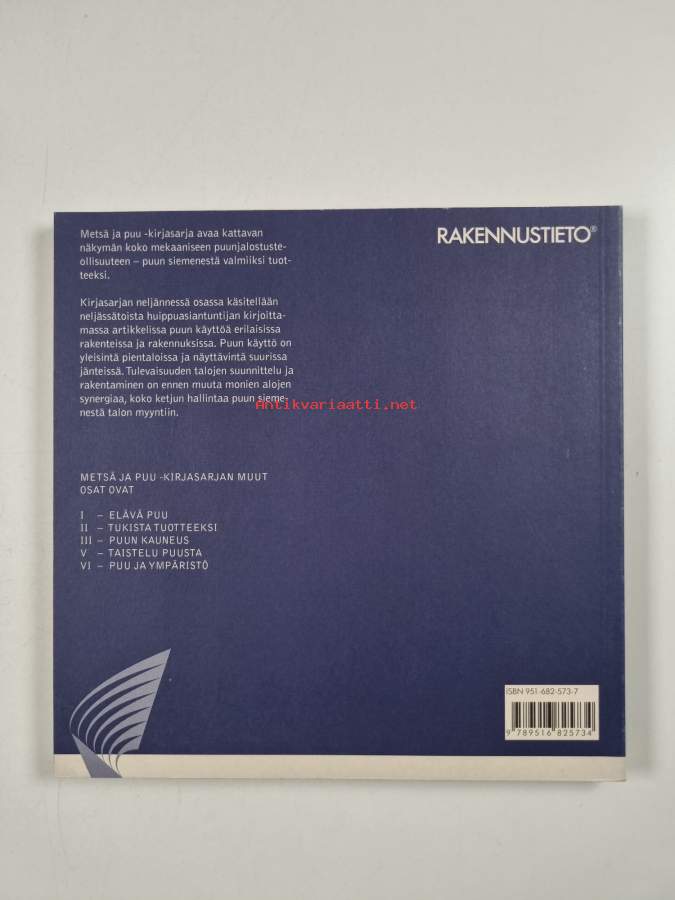 Metsä ja puu -kirjasarja avaa kattavan
näkymän koko mekaaniseen puunjalostuste-
ollisuuteen – puun siemenestä valmiiksi tuot-
teeksi.
Kirjasarjan neljännessä osassa käsitellään
neljässätoista huippuasiantuntijan kirjoitta-
massa artikkelissa puun käyttöä erilaisissa
rakenteissa ja rakennuksissa. Puun käyttö on
yleisintä pientaloissa ja näyttävintä suurissa
jänteissä. Tulevaisuuden talojen suunnittelu ja
rakentaminen on ennen muuta monien alojen
synergiaa, koko ketjun hallintaa puun sieme-
nestä talon myyntiin.
METSÄ JA PUU -KIRJASARJAN MUUT
OSAT OVAT
I – ELÄVÄ PUU
II – TUKISTA TUOTTEEKSI
III – PUUN KAUNEUS
V – TAISTELU PUUSTA
VI – PUU JA YMPÄRISTÖ
RAKENNUSTIETO®
Antikvariaatti.net
ISBN 951-682-573-7
9 789516 825734